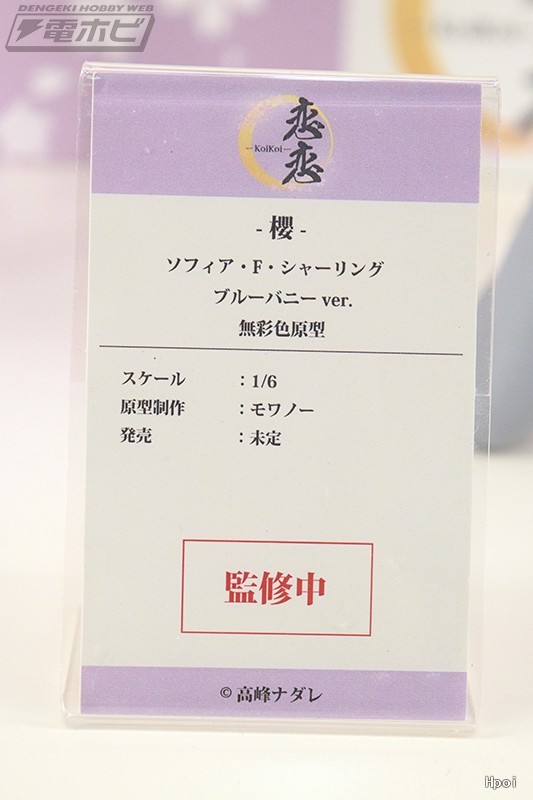 DENGEKI HOBBY WEB
電ホビ
恋
恋
KoiKoi
- 櫻 -
ソフィア・F・シャーリング
ブルーバニー ver.
無彩色原型
スケール ：1/6
原型制作 ：モワノー
発売 ：未定
監修中
© 高峰ナダレ
Hpoi